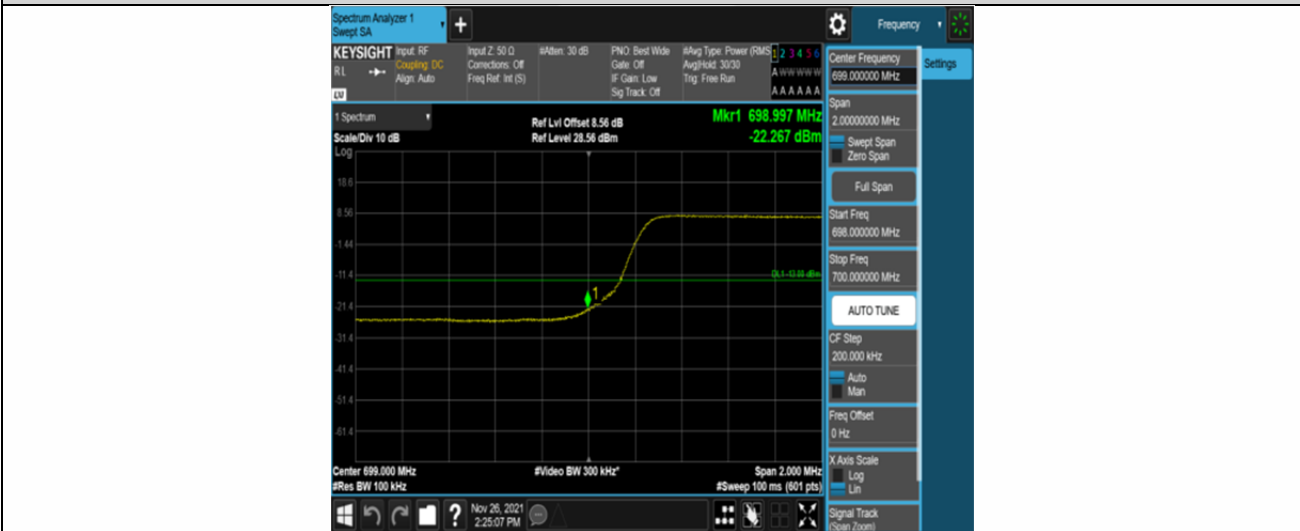 Spectrum Analyzer 1
Swept SA
+
Frequency
KEYSIGHT
R L
Input: RF
Coupling: DC
Align: Auto
Input Z: 50 Ω
Corrections: Off
Freq Ref: Int (S)
#Atten: 30 dB
PNO: Best Wide
Gate: Off
IF Gain: Low
Sig Track: Off
#Avg Type: Power (RMS
Avg|Hold: 30/30
Trig: Free Run
1 2 3 4 5 6
A W W W W W
A A A A A A
1 Spectrum
Scale/Div 10 dB
Log
Ref Lvl Offset 8.56 dB
Ref Level 28.56 dBm
Mkr1 698.997 MHz
-22.267 dBm
18.6
8.56
-1.44
-11.4
-21.4
-31.4
-41.4
-51.4
-61.4
DL1 -13.00 dBm
1
Center 699.000 MHz
#Res BW 100 kHz
#Video BW 300 kHz*
Span 2.000 MHz
#Sweep 100 ms (601 pts)
Center Frequency
699.000000 MHz
Settings
Span
2.00000000 MHz
Swept Span
Zero Span
Full Span
Start Freq
698.000000 MHz
Stop Freq
700.000000 MHz
AUTO TUNE
CF Step
200.000 kHz
Auto
Man
Freq Offset
0 Hz
X Axis Scale
Log
Lin
Signal Track
(Span Zoom)
?
Nov 26, 2021
2:25:07 PM